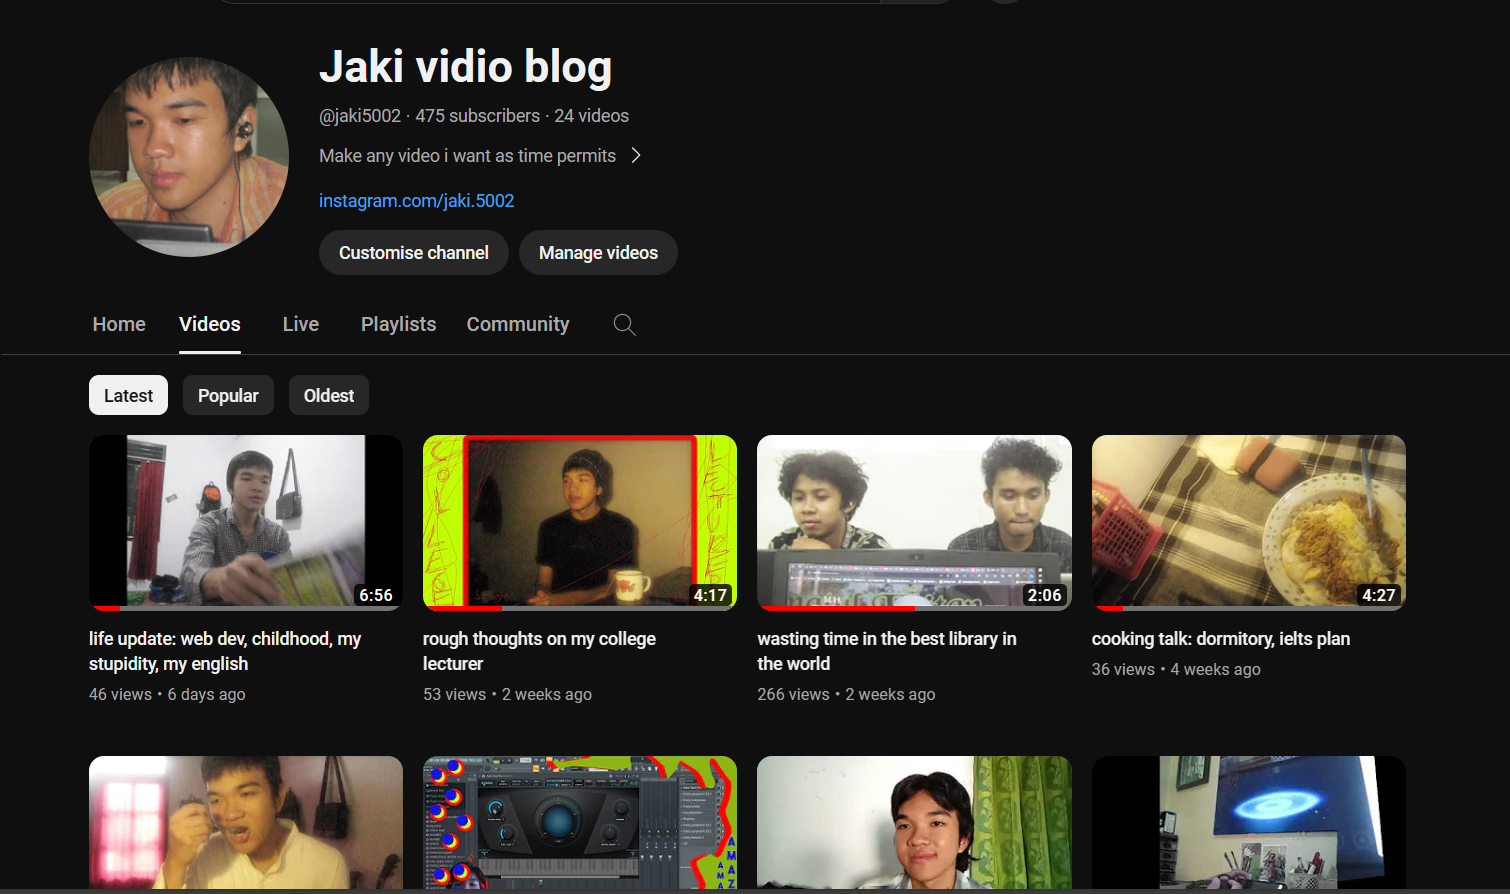 Jaki vidio blog
@jaki5002 · 475 subscribers · 24 videos
Make any video i want as time permits
instagram.com/jaki.5002
Customise channel
Manage videos
Home
Videos
Live
Playlists
Community
Latest
Popular
Oldest
6:56
4:17
2:06
4:27
life update: web dev, childhood, my
stupidity, my english
46 views • 6 days ago
rough thoughts on my college
lecturer
53 views • 2 weeks ago
wasting time in the best library in
the world
266 views • 2 weeks ago
cooking talk: dormitory, ielts plan
36 views • 4 weeks ago